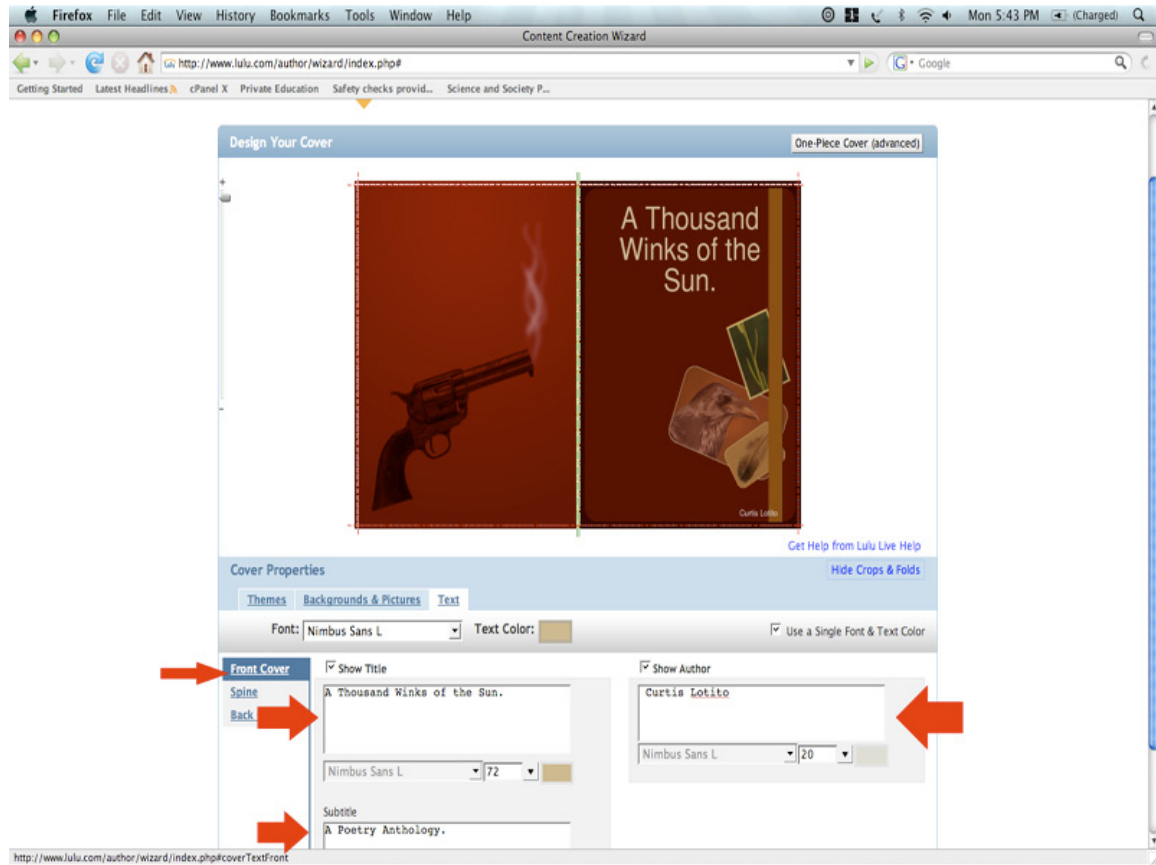 Firefox File Edit View History Bookmarks Tools Window Help Mon 5:43 PM (Charged)
Content Creation Wizard
http://www.lulu.com/author/wizard/index.php# G Google
Getting Started Latest Headlines cPanel X Private Education Safety checks provid... Science and Society P...
Design Your Cover One-Piece Cover (advanced)
+
A Thousand
Winks of the
Sun.
-
Curtis Lotito
Get Help from Lulu Live Help
Cover Properties Hide Crops & Folds
Themes Backgrounds & Pictures Text
Font: Nimbus Sans L Text Color: Use a Single Font & Text Color
Front Cover Show Title Show Author
Spine A Thousand Winks of the Sun. Curtis Lotito
Back
Nimbus Sans L 20
Nimbus Sans L 72
Subtitle
A Poetry Anthology.
http://www.lulu.com/author/wizard/index.php#coverTextFront